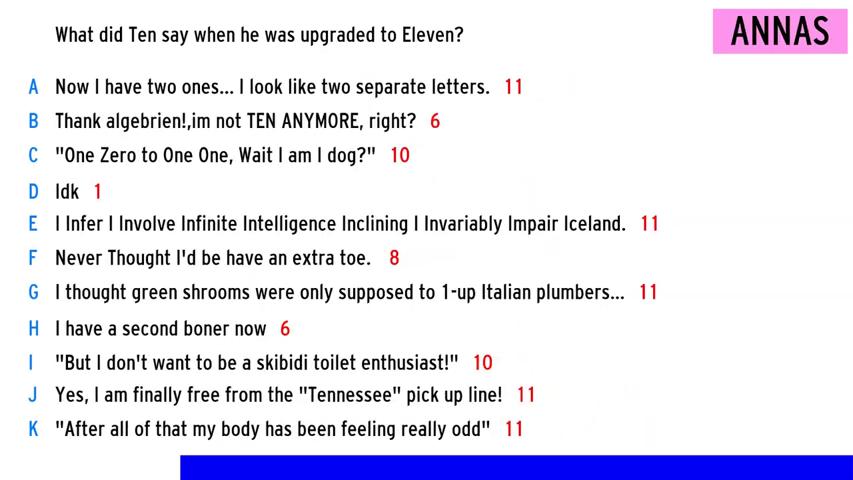 What did Ten say when he was upgraded to Eleven?
ANNAS
A Now I have two ones... I look like two separate letters. 11
B Thank algebrien!,im not TEN ANYMORE, right? 6
C "One Zero to One One, Wait I am I dog?" 10
D Idk 1
E I Infer I Involve Infinite Intelligence Inclining I Invariably Impair Iceland. 11
F Never Thought I'd be have an extra toe. 8
G I thought green shrooms were only supposed to 1-up Italian plumbers... 11
H I have a second boner now 6
I "But I don't want to be a skibidi toilet enthusiast!" 10
J Yes, I am finally free from the "Tennessee" pick up line! 11
K "After all of that my body has been feeling really odd" 11